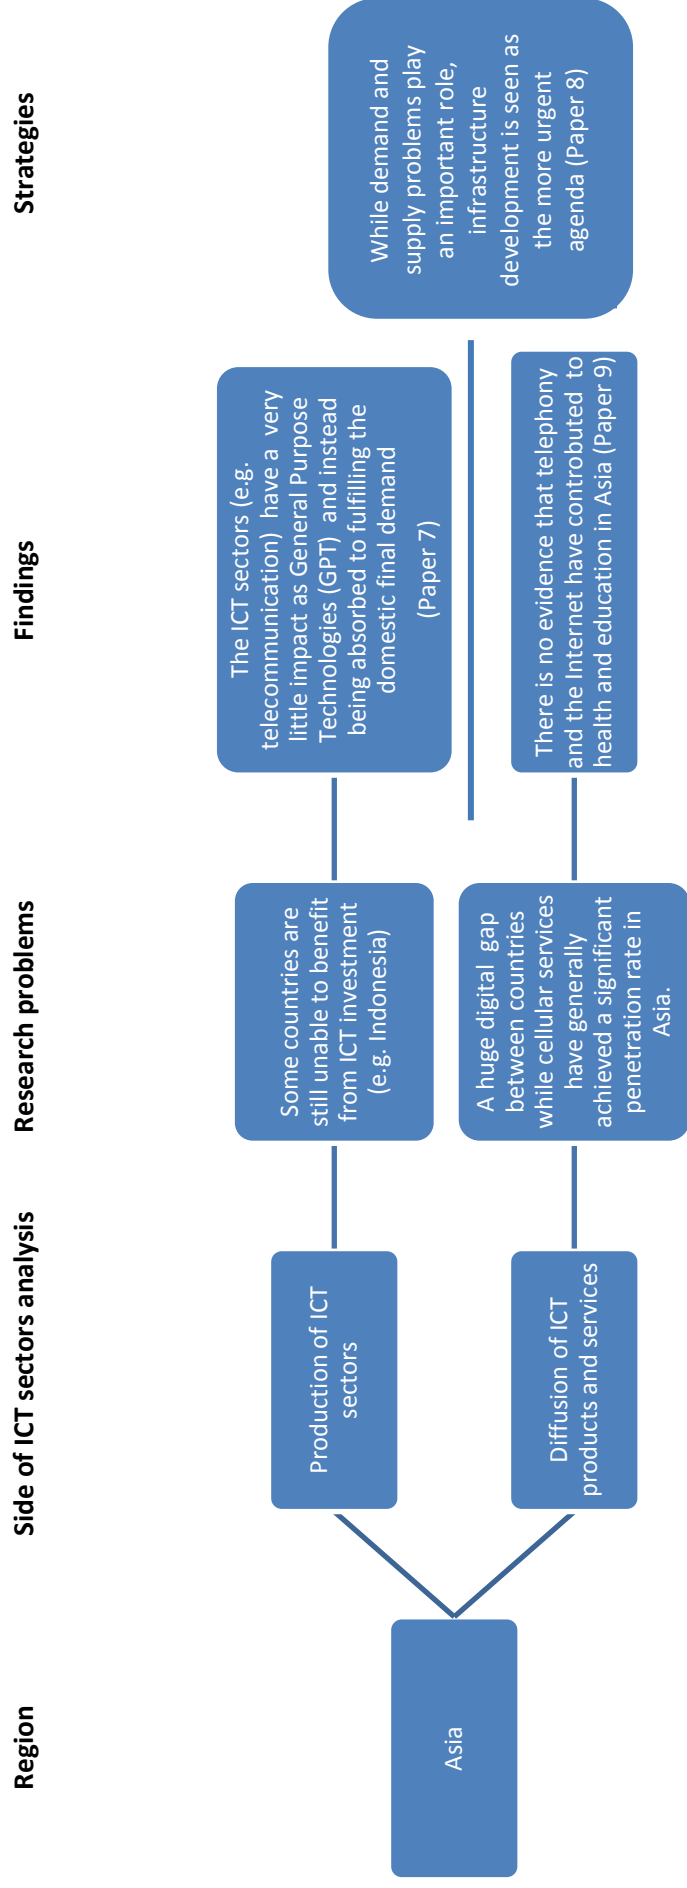 Region
Side of ICT sectors analysis
Research problems
Findings
Strategies
Asia
Production of ICT
sectors
Some countries are
still unable to benefit
from ICT investment
(e.g. Indonesia)
The ICT sectors (e.g.
telecommunication) have a very
little impact as General Purpose
Technologies (GPT) and instead
being absorbed to fulfilling the
domestic final demand
(Paper 7)
Diffusion of ICT
products and services
A huge digital gap
between countries
while cellular services
have generally
achieved a significant
penetration rate in
Asia.
There is no evidence that telephony
and the Internet have controbuted to
health and education in Asia (Paper 9)
While demand and
supply problems play
an important role,
infrastructure
development is seen as
the more urgent
agenda (Paper 8)